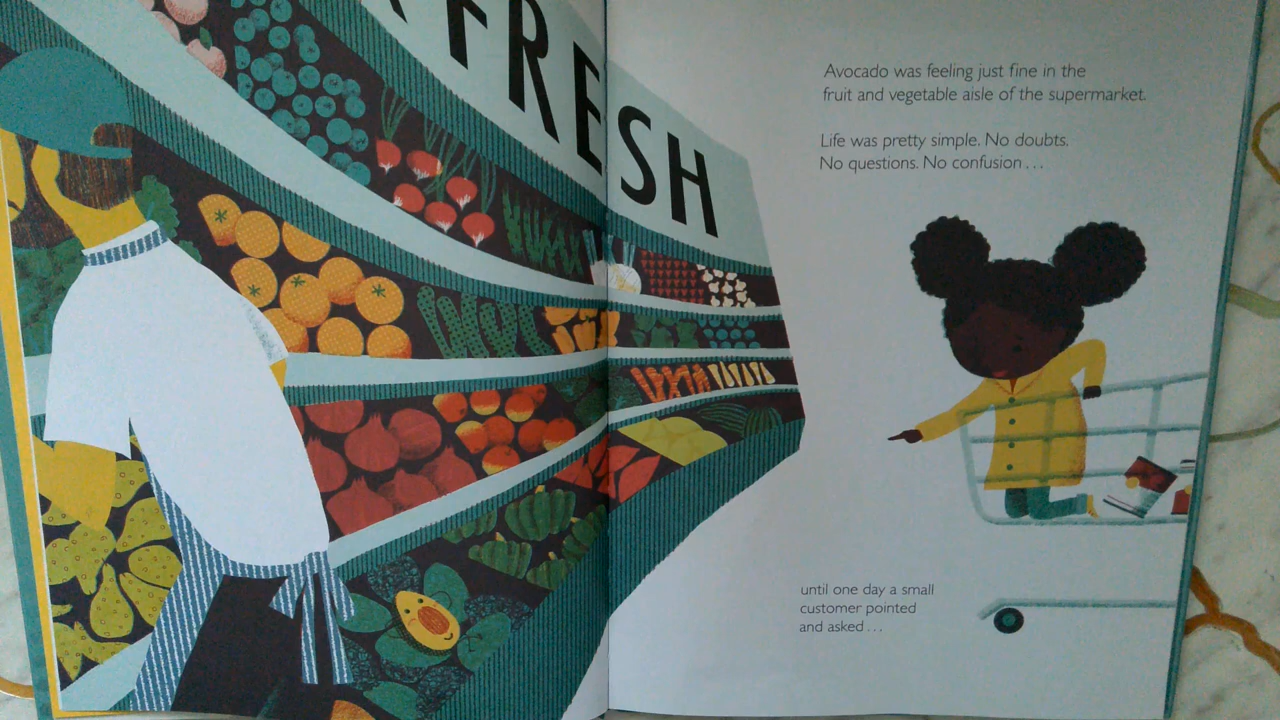 FRESH
Avocado was feeling just fine in the
fruit and vegetable aisle of the supermarket.
Life was pretty simple. No doubts.
No questions. No confusion . . .
until one day a small
customer pointed
and asked . . .